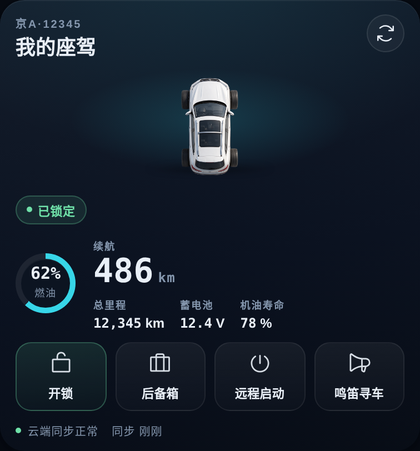 京A·12345
我的座驾
已锁定
62%
燃油
续航
486 km
总里程 蓄电池 机油寿命
12,345 km 12.4 V 78 %
开锁 后备箱 远程启动 鸣笛寻车
云端同步正常 同步 刚刚